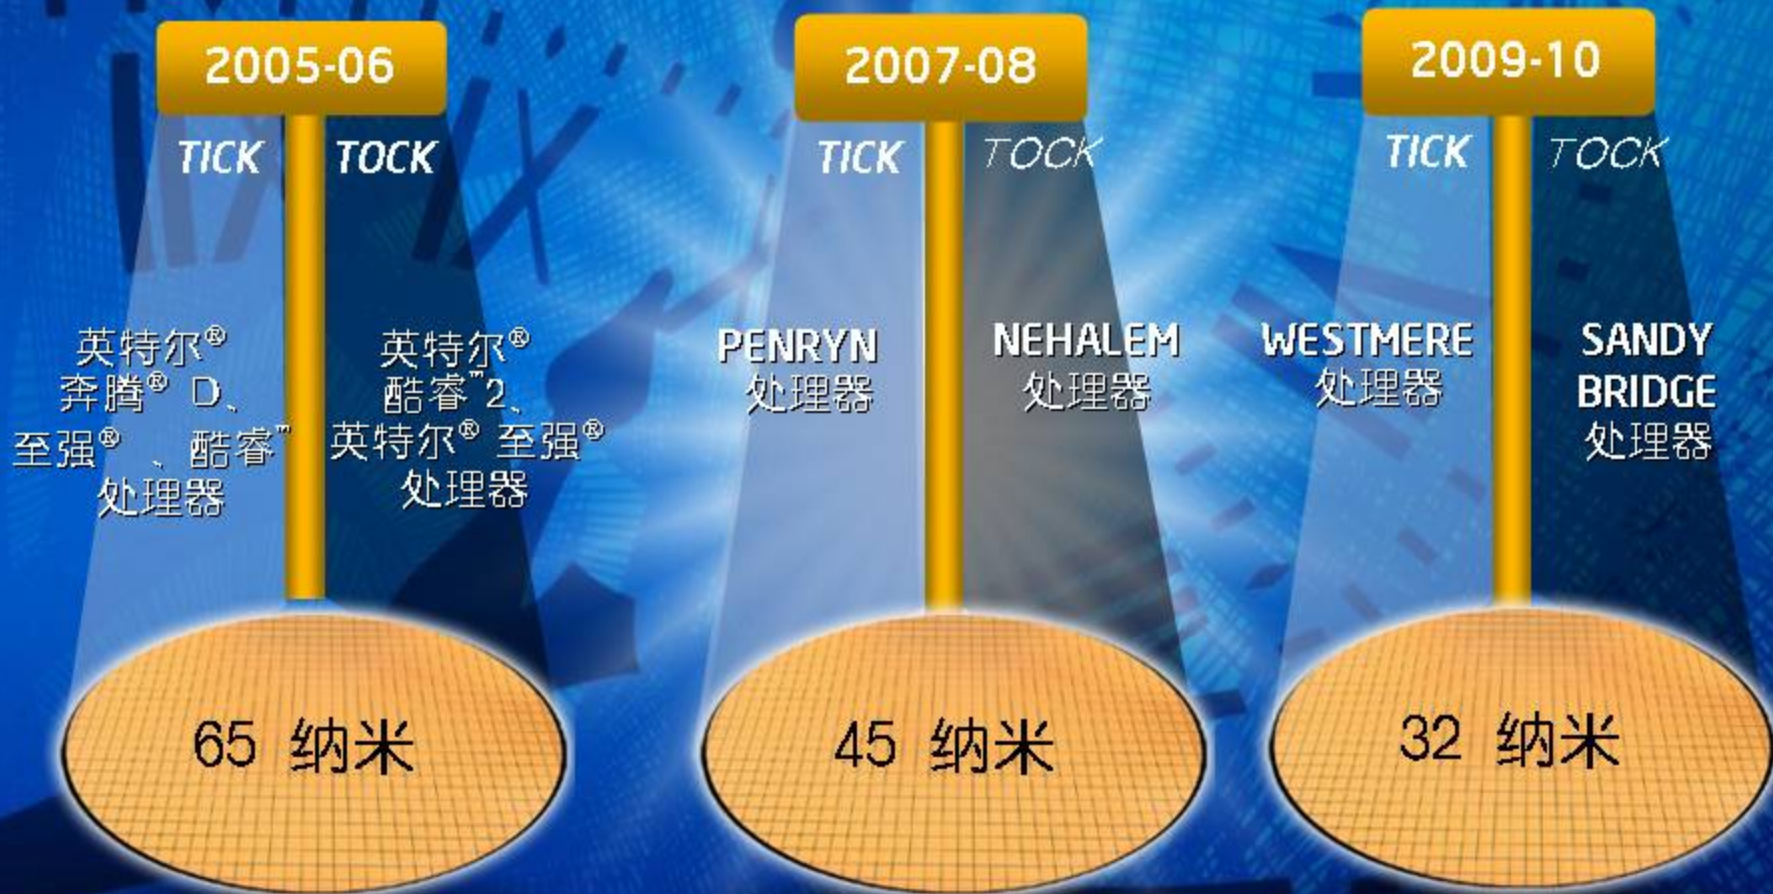 2005-06
TICK
TOCK
英特尔®
奔腾® D、
至强® 、酷睿™
处理器
英特尔®
酷睿™2、
英特尔® 至强®
处理器
65 纳米
2007-08
TICK
TOCK
PENRYN
处理器
NEHALEM
处理器
45 纳米
2009-10
TICK
TOCK
WESTMERE
处理器
SANDY
BRIDGE
处理器
32 纳米